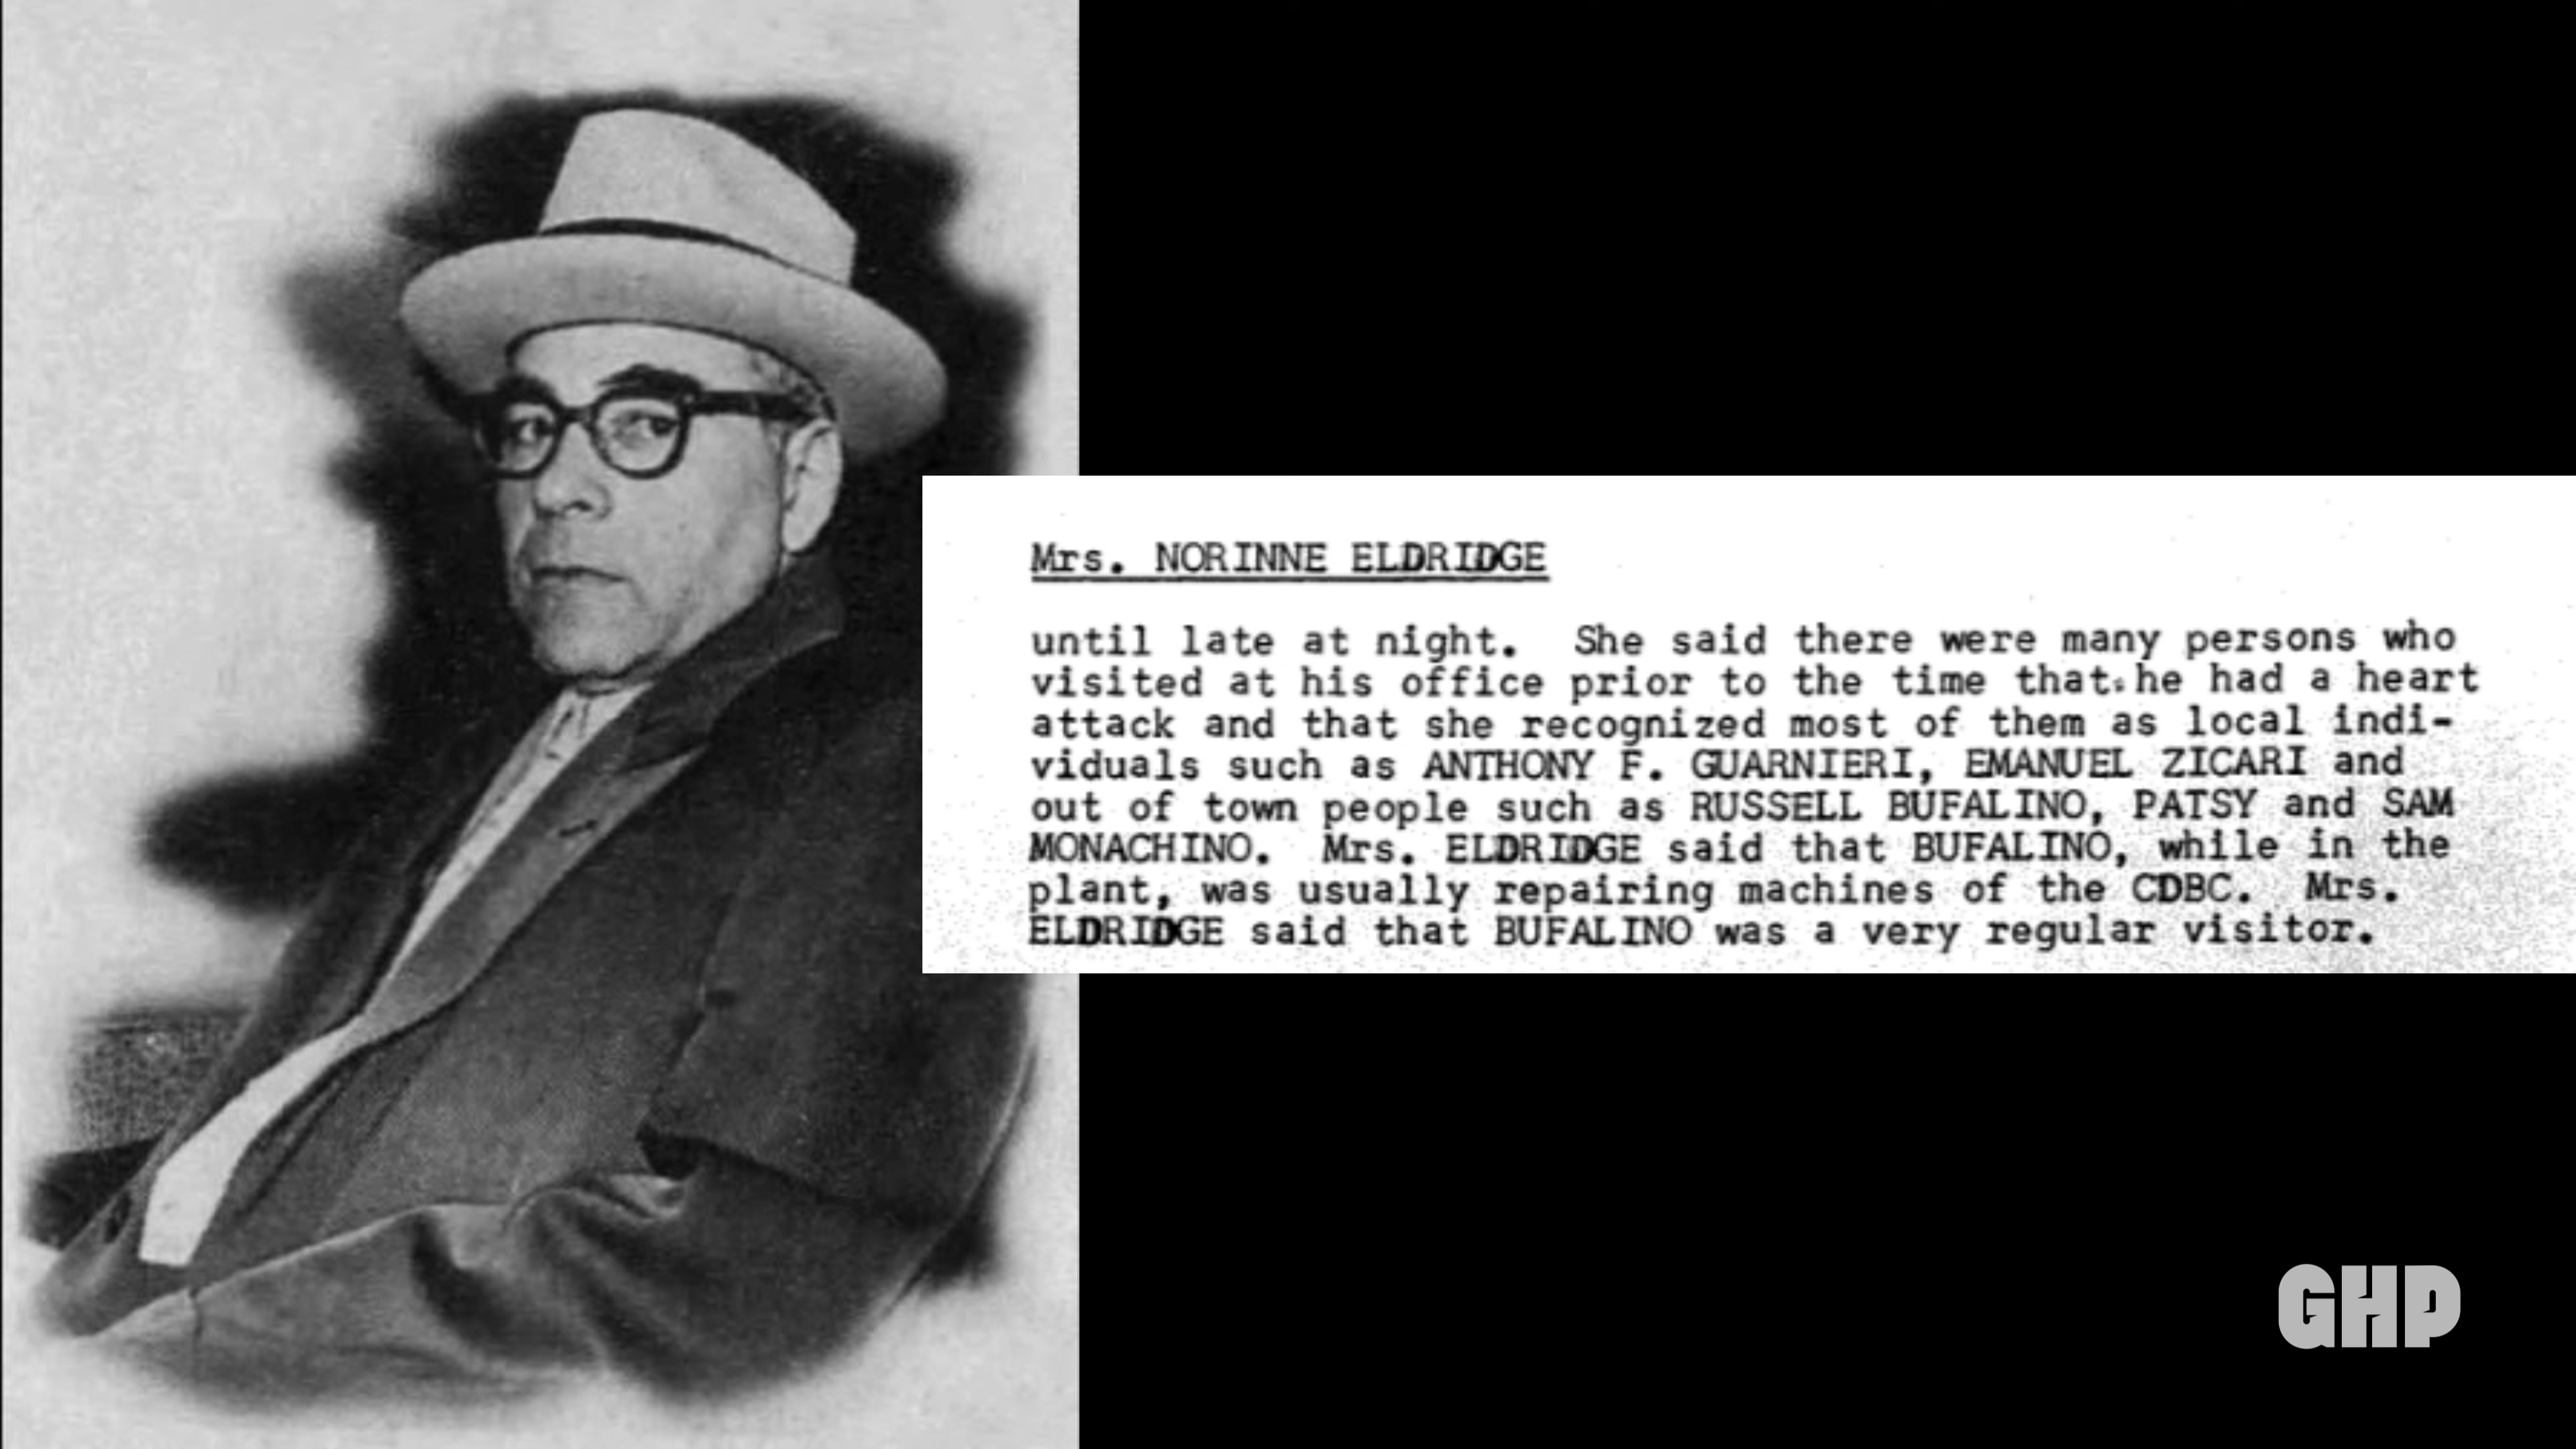 Mrs. NORINNE ELDRIDGE
until late at night. She said there were many persons who
visited at his office prior to the time that he had a heart
attack and that she recognized most of them as local indi-
viduals such as ANTHONY F. GUARNIERI, EMANUEL ZICARI and
out of town people such as RUSSELL BUFALINO, PATSY and SAM
MONACHINO. Mrs. ELDRIDGE said that BUFALINO, while in the
plant, was usually repairing machines of the CDBC. Mrs.
ELDRIDGE said that BUFALINO was a very regular visitor.
GHP